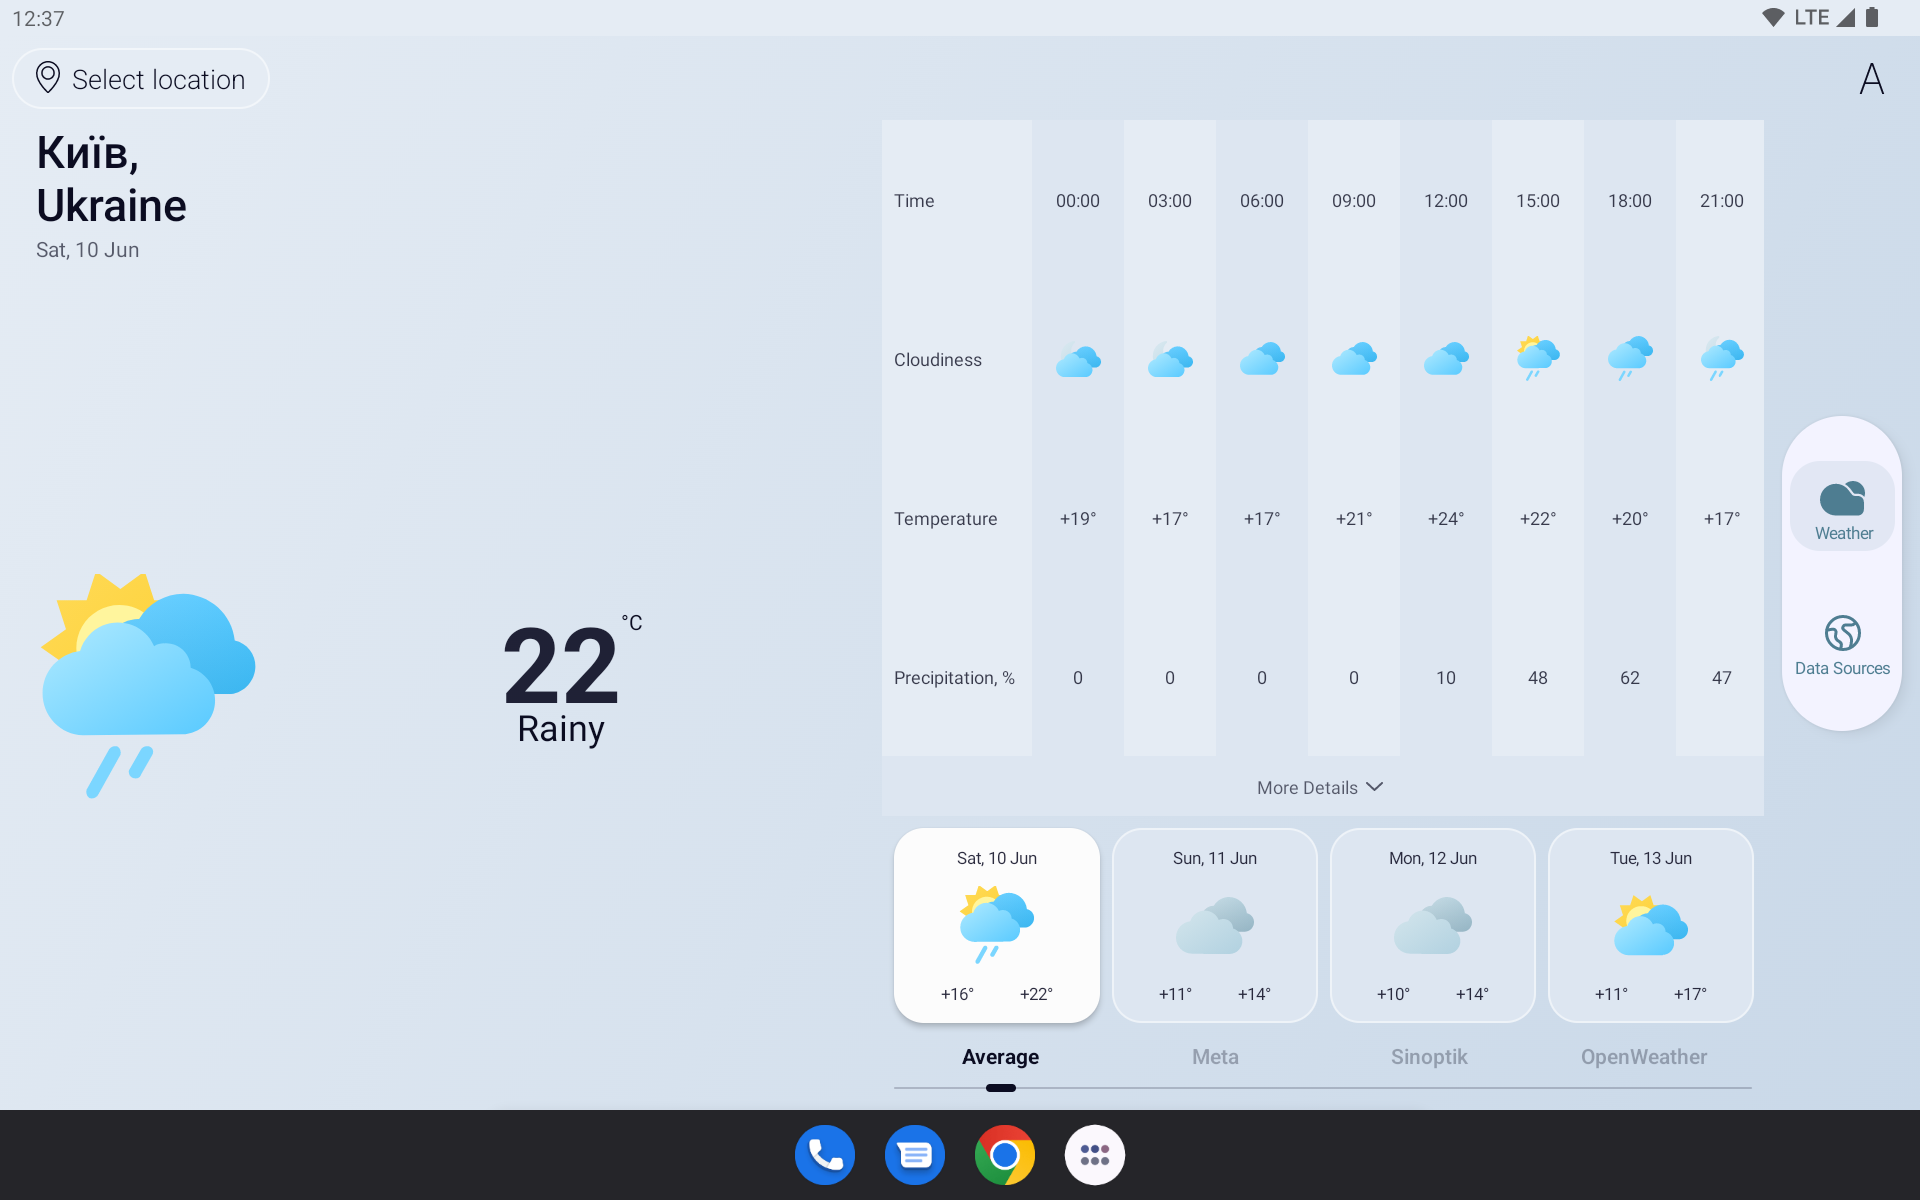 12:37
LTE
Select location
A
Київ,
Ukraine
Sat, 10 Jun
22 °C
Rainy
Time 00:00 03:00 06:00 09:00 12:00 15:00 18:00 21:00
Cloudiness
Temperature +19° +17° +17° +21° +24° +22° +20° +17°
Precipitation, % 0 0 0 0 10 48 62 47
More Details
Weather
Data Sources
Sat, 10 Jun Sun, 11 Jun Mon, 12 Jun Tue, 13 Jun
+16° +22° +11° +14° +10° +14° +11° +17°
Average Meta Sinoptik OpenWeather